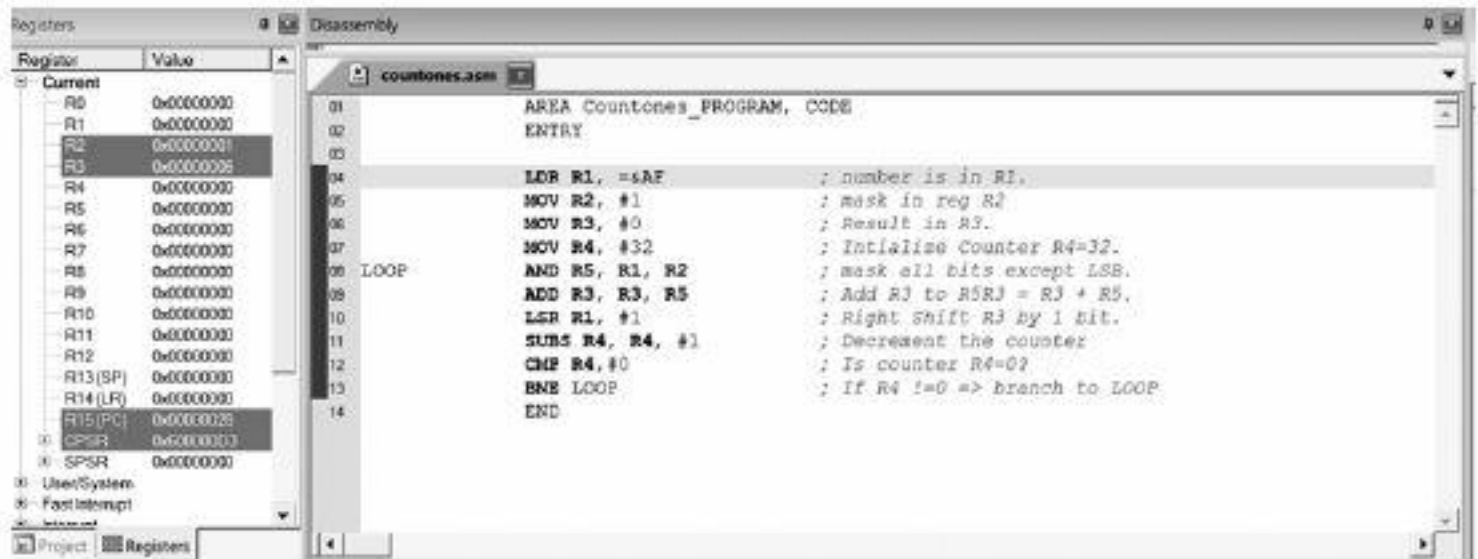 Registers
Disassembly
Register Value
Current
R0 0x00000000
R1 0x00000000
R2 0x00000001
R3 0x00000006
R4 0x00000000
R5 0x00000000
R6 0x00000000
R7 0x00000000
R8 0x00000000
R9 0x00000000
R10 0x00000000
R11 0x00000000
R12 0x00000000
R13 (SP) 0x00000000
R14 (LR) 0x00000000
R15 (PC) 0x00000028
CPSR
SPSR 0x00000000
User/System
Fast Interrupt
Project Registers
countones.asm
01 AREA Countones_PROGRAM, CODE
02 ENTRY
03
04 LDR R1, =&AF ; number is in R1.
05 MOV R2, #1 ; mask in reg R2
06 MOV R3, #0 ; Result in R3.
07 MOV R4, #32 ; Intialize Counter R4=32.
08 LOOP AND R5, R1, R2 ; mask all bits except LSB.
09 ADD R3, R3, R5 ; Add R3 to R5R3 = R3 + R5.
10 LSR R1, #1 ; Right Shift R3 by 1 bit.
11 SUBS R4, R4, #1 ; Decrement the counter
12 CMP R4,#0 ; Is counter R4=0?
13 BNE LOOP ; If R4 !=0 => branch to LOOP
14 END